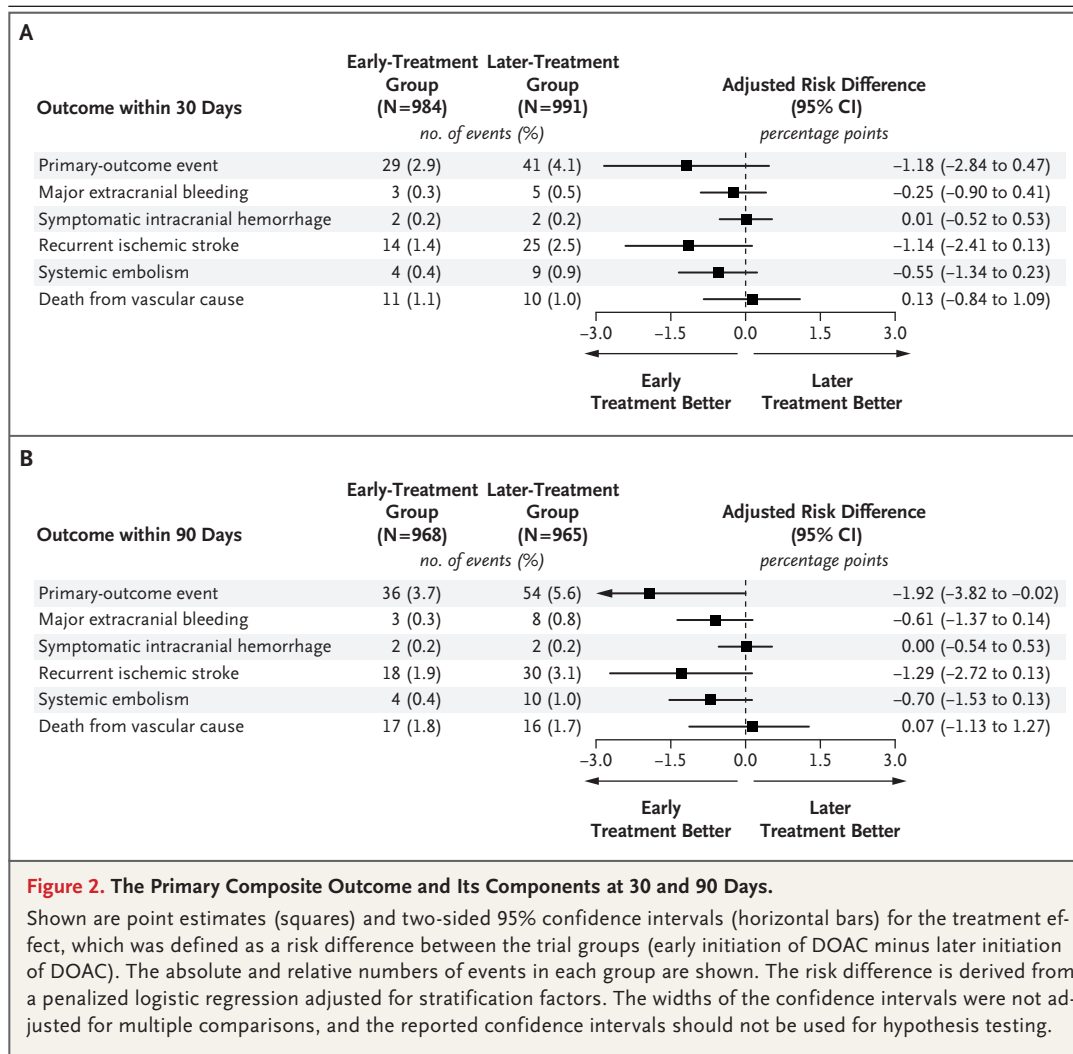 A
Early-Treatment Later-Treatment
Group Group Adjusted Risk Difference
Outcome within 30 Days (N=984) (N=991) (95% CI)
no. of events (%) percentage points
Primary-outcome event 29 (2.9) 41 (4.1) −1.18 (−2.84 to 0.47)
Major extracranial bleeding 3 (0.3) 5 (0.5) −0.25 (−0.90 to 0.41)
Symptomatic intracranial hemorrhage 2 (0.2) 2 (0.2) 0.01 (−0.52 to 0.53)
Recurrent ischemic stroke 14 (1.4) 25 (2.5) −1.14 (−2.41 to 0.13)
Systemic embolism 4 (0.4) 9 (0.9) −0.55 (−1.34 to 0.23)
Death from vascular cause 11 (1.1) 10 (1.0) 0.13 (−0.84 to 1.09)
−3.0 −1.5 0.0 1.5 3.0
Early Later
Treatment Better Treatment Better
B
Early-Treatment Later-Treatment
Group Group Adjusted Risk Difference
Outcome within 90 Days (N=968) (N=965) (95% CI)
no. of events (%) percentage points
Primary-outcome event 36 (3.7) 54 (5.6) −1.92 (−3.82 to −0.02)
Major extracranial bleeding 3 (0.3) 8 (0.8) −0.61 (−1.37 to 0.14)
Symptomatic intracranial hemorrhage 2 (0.2) 2 (0.2) 0.00 (−0.54 to 0.53)
Recurrent ischemic stroke 18 (1.9) 30 (3.1) −1.29 (−2.72 to 0.13)
Systemic embolism 4 (0.4) 10 (1.0) −0.70 (−1.53 to 0.13)
Death from vascular cause 17 (1.8) 16 (1.7) 0.07 (−1.13 to 1.27)
−3.0 −1.5 0.0 1.5 3.0
Early Later
Treatment Better Treatment Better
Figure 2. The Primary Composite Outcome and Its Components at 30 and 90 Days.
Shown are point estimates (squares) and two-sided 95% confidence intervals (horizontal bars) for the treatment ef-
fect, which was defined as a risk difference between the trial groups (early initiation of DOAC minus later initiation
of DOAC). The absolute and relative numbers of events in each group are shown. The risk difference is derived from
a penalized logistic regression adjusted for stratification factors. The widths of the confidence intervals were not ad-
justed for multiple comparisons, and the reported confidence intervals should not be used for hypothesis testing.